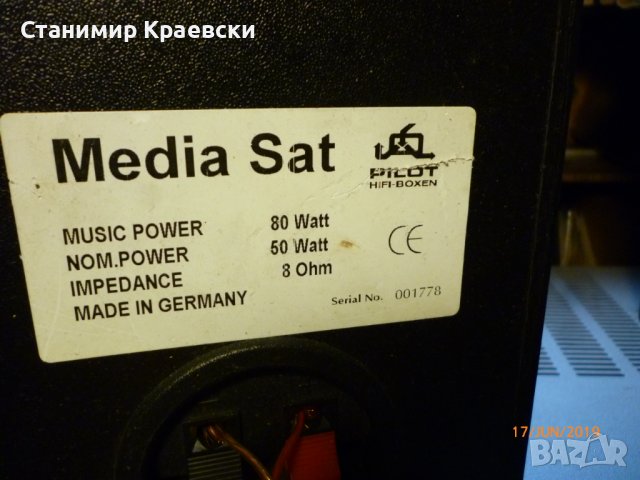 Станимир Краевски
Media Sat
PILOT
HIFI-BOXEN
MUSIC POWER 80 Watt
NOM.POWER 50 Watt
IMPEDANCE 8 Ohm
MADE IN GERMANY
CE
Serial No. 001778
17/JUN/2019
BAZAR